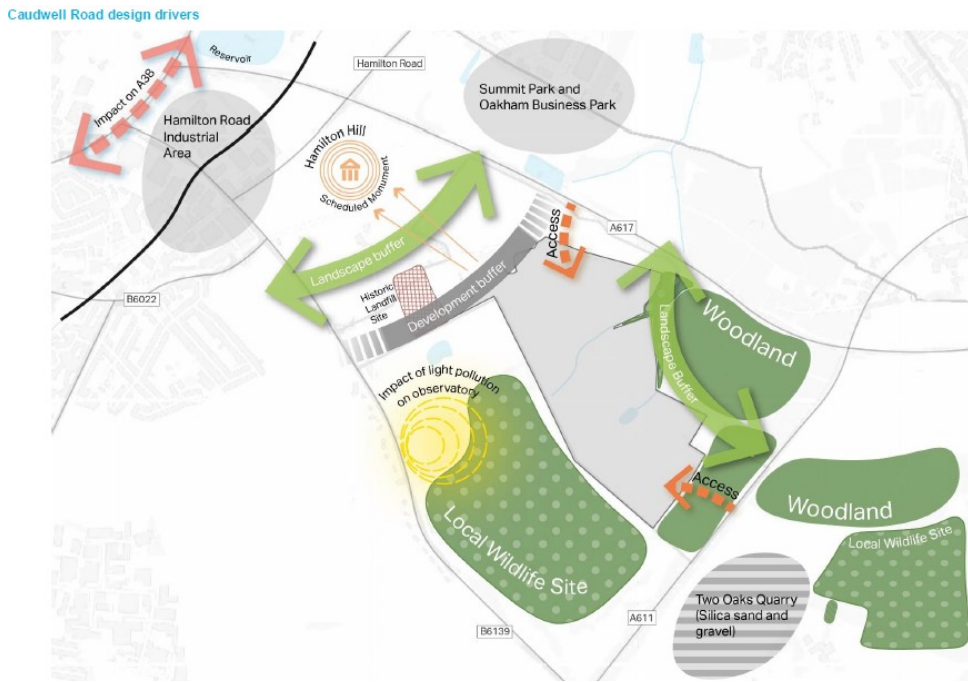 Caudwell Road design drivers
Impact on A38
Reservoir
Hamilton Road
Hamilton Road
Industrial
Area
Summit Park and
Oakham Business Park
Hamilton Hill
Scheduled Monument
Landscape buffer
Historic
Landfill
Site
Development buffer
Access
A617
B6022
Landscape Buffer
Woodland
Impact of light pollution
on observatory
Access
Woodland
Local Wildlife Site
Local Wildlife Site
Two Oaks Quarry
(Silica sand and
gravel)
B6139
A611